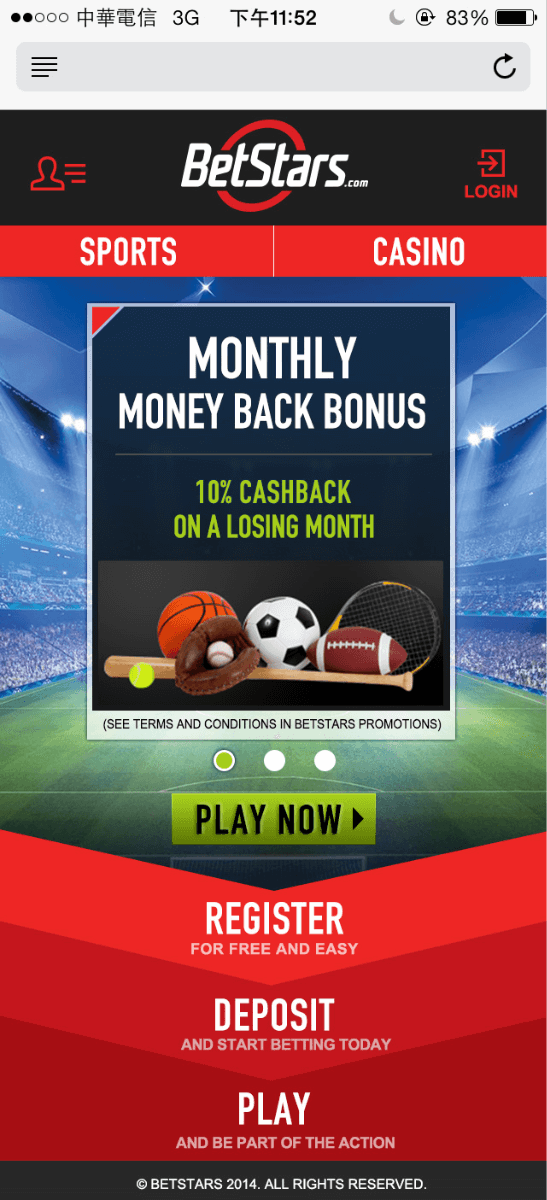 中華電信 3G 下午11:52 83%
BetStars.com
LOGIN
SPORTS CASINO
MONTHLY
MONEY BACK BONUS
10% CASHBACK
ON A LOSING MONTH
(SEE TERMS AND CONDITIONS IN BETSTARS PROMOTIONS)
PLAY NOW
REGISTER
FOR FREE AND EASY
DEPOSIT
AND START BETTING TODAY
PLAY
AND BE PART OF THE ACTION
© BETSTARS 2014. ALL RIGHTS RESERVED.